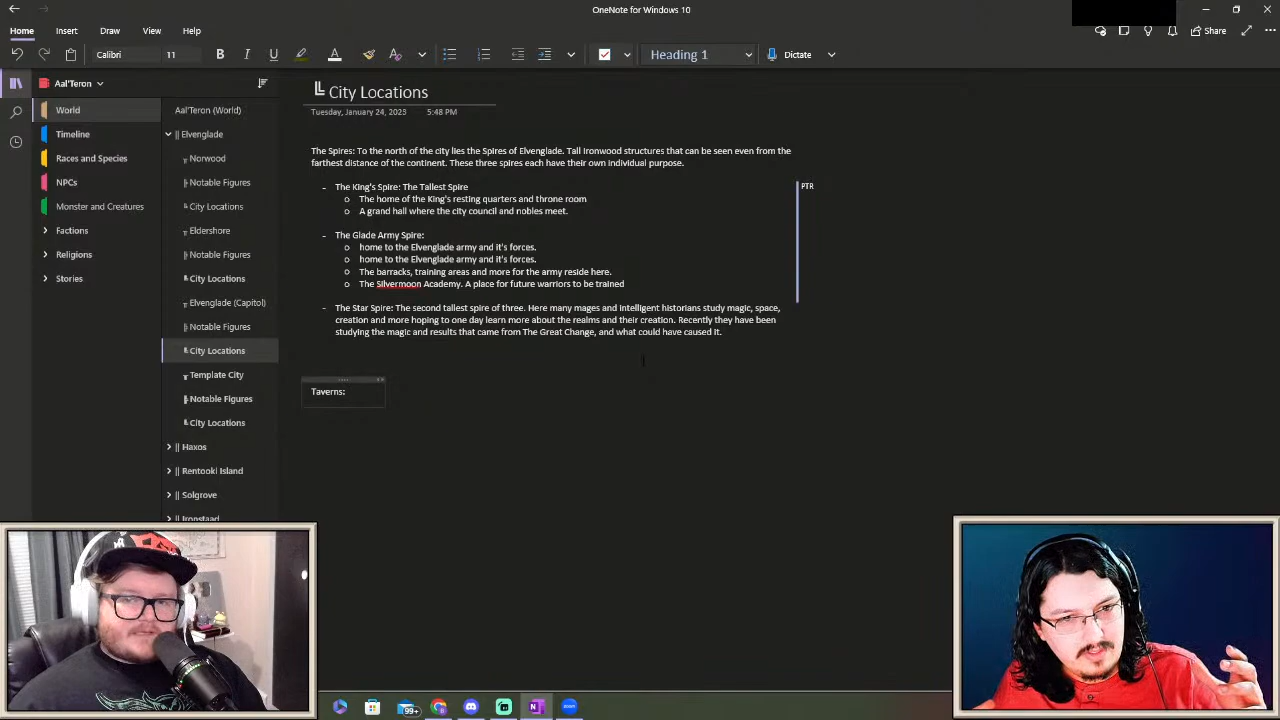 OneNote for Windows 10
Home
Insert
Draw
View
Help
Share
Calibri
11
B
I
U
A
Heading 1
Dictate
Aal'Teron
World
Timeline
Races and Species
NPCs
Monster and Creatures
Factions
Religions
Stories
Aal'Teron (World)
|| Elvenglade
╔ Norwood
╠ Notable Figures
╚ City Locations
╔ Eldershore
╠ Notable Figures
╚ City Locations
╔ Elvenglade (Capitol)
╠ Notable Figures
╚ City Locations
╔ Template City
╠ Notable Figures
╚ City Locations
|| Haxos
|| Rentooki Island
|| Solgrove
|| Ironstaad
╚ City Locations
Tuesday, January 24, 2023 5:48 PM
The Spires: To the north of the city lies the Spires of Elvenglade. Tall Ironwood structures that can be seen even from the
farthest distance of the continent. These three spires each have their own individual purpose.
- The King's Spire: The Tallest Spire
o The home of the King's resting quarters and throne room
o A grand hall where the city council and nobles meet.
- The Glade Army Spire:
o home to the Elvenglade army and it's forces.
o home to the Elvenglade army and it's forces.
o The barracks, training areas and more for the army reside here.
o The Silvermoon Academy. A place for future warriors to be trained
- The Star Spire: The second tallest spire of three. Here many mages and intelligent historians study magic, space,
creation and more hoping to one day learn more about the realms and their creation. Recently they have been
studying the magic and results that came from The Great Change, and what could have caused it.
PTR
Taverns:
99+
zoom